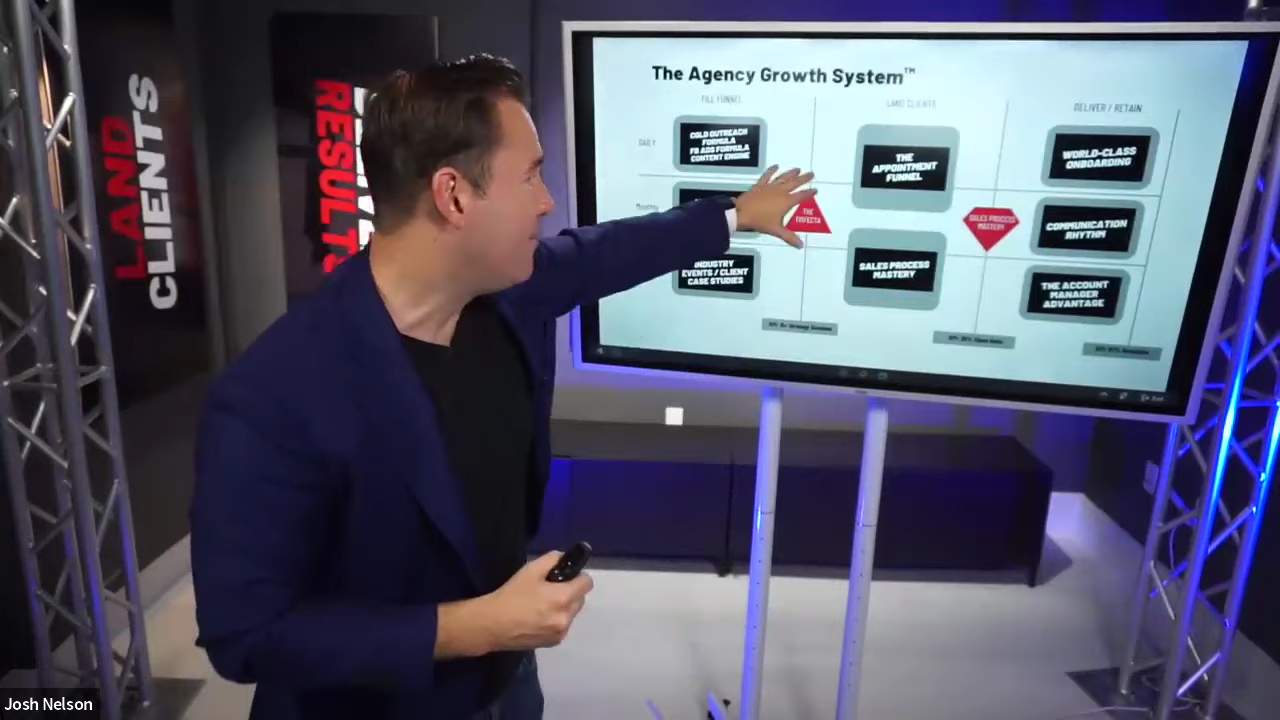 LAND
CLIENTS
RESULTS
The Agency Growth System™
FILL FUNNEL
LAND CLIENTS
DELIVER / RETAIN
DAILY
COLD OUTREACH
FORMULA
FB ADS FORMULA
CONTENT ENGINE
THE
APPOINTMENT
FUNNEL
WORLD-CLASS
ONBOARDING
Monthly
THE
TRIFECTA
SALES PROCESS
MASTERY
COMMUNICATION
RHYTHM
INDUSTRY
EVENTS / CLIENT
CASE STUDIES
SALES PROCESS
MASTERY
THE ACCOUNT
MANAGER
ADVANTAGE
Josh Nelson